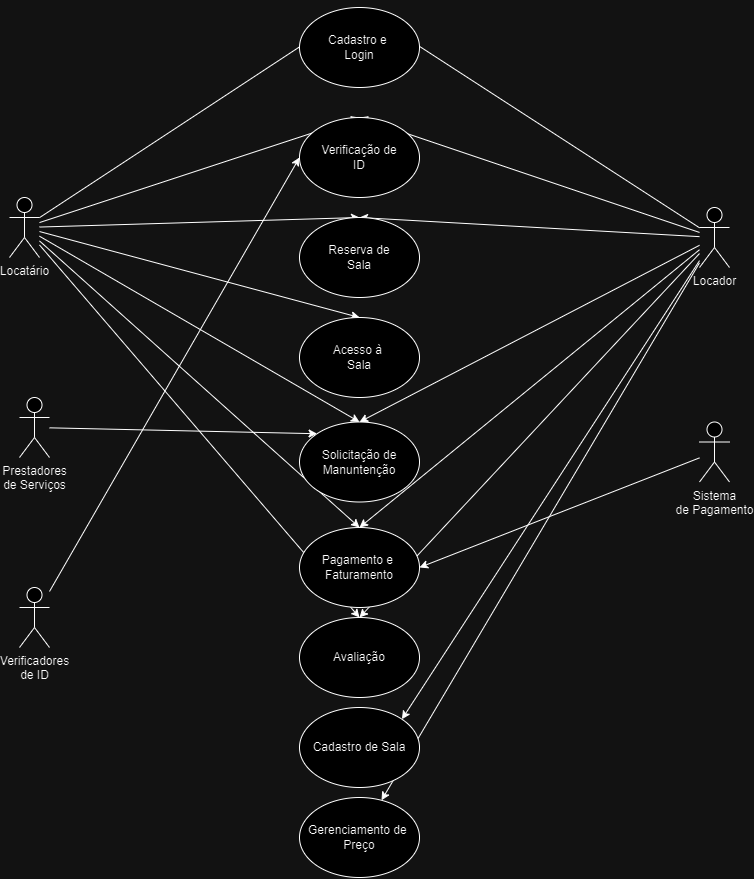 Cadastro e
Login
Verificação de
ID
Reserva de
Sala
Locatário
Locador
Acesso à
Sala
Solicitação de
Manuntenção
Prestadores
de Serviços
Sistema
de Pagamento
Pagamento e
Faturamento
Avaliação
Verificadores
de ID
Cadastro de Sala
Gerenciamento de
Preço